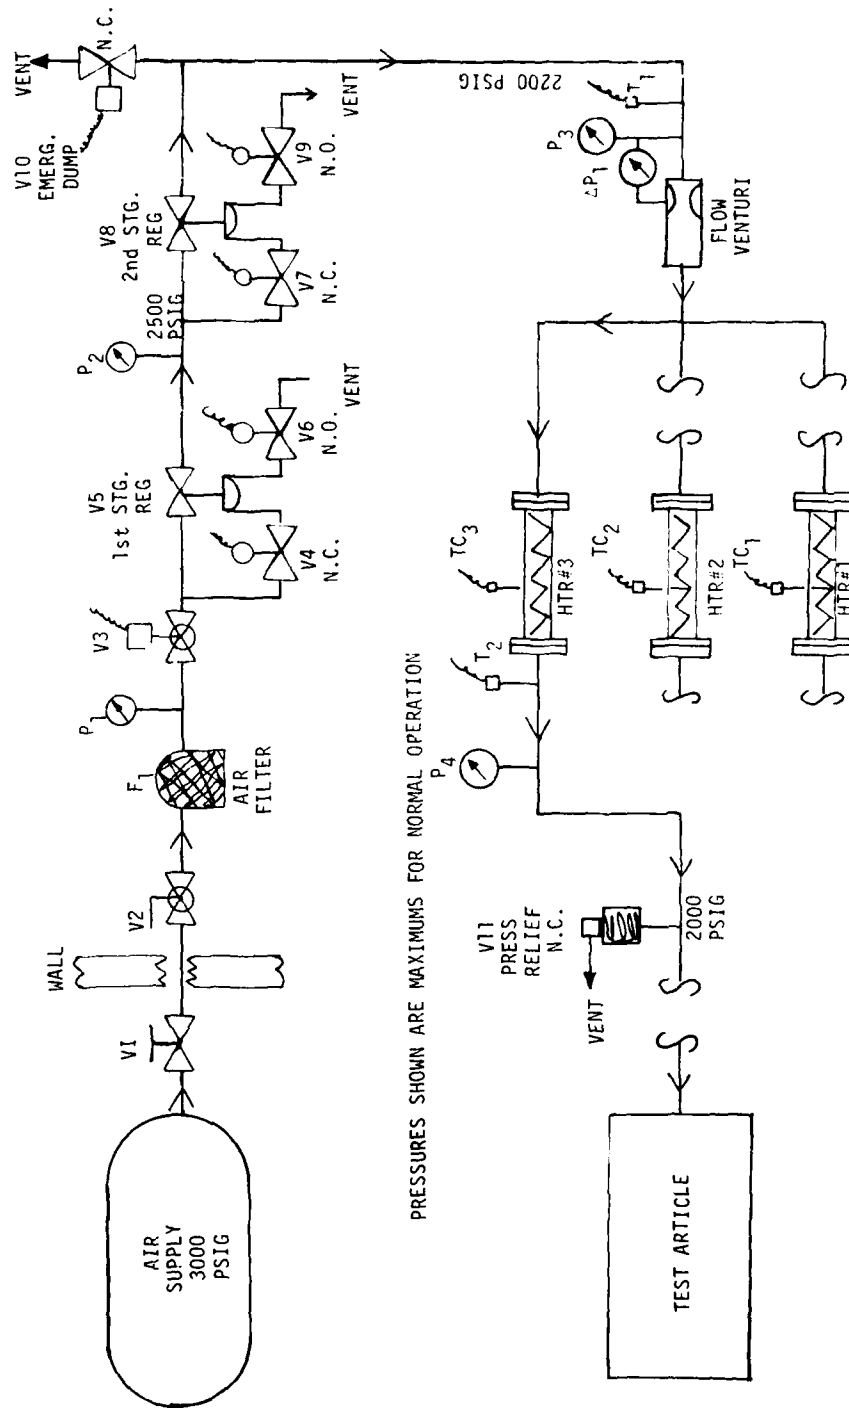 AIR
SUPPLY
3000
PSIG
V1
WALL
V2
F1
AIR
FILTER
P1
V3
V4
N.C.
V5
1st STG.
REG
V6
N.O.
VENT
P2
2500
PSIG
V7
N.C.
V8
2nd STG.
REG
V9
N.O.
VENT
V10
EMERG.
DUMP
VENT
N.C.
2200 PSIG
T1
P3
ΔP1
FLOW
VENTURI
PRESSURES SHOWN ARE MAXIMUMS FOR NORMAL OPERATION
TC3
HTR#3
TC2
HTR#2
TC1
HTR#1
T2
P4
V11
PRESS
RELIEF
N.C.
VENT
2000
PSIG
TEST ARTICLE